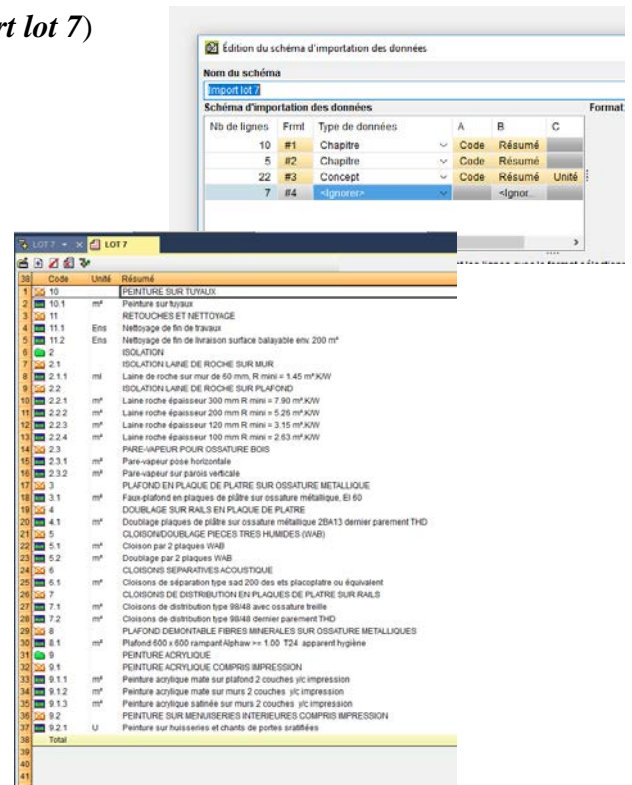 rt lot 7)
Édition du schéma d'importation des données
Nom du schéma
Import lot 7
Schéma d'importation des données Format
Nb de lignes Frmt Type de données A B C
10 #1 Chapitre Code Résumé
5 #2 Chapitre Code Résumé
22 #3 Concept Code Résumé Unité
7 #4 <Ignorer> <Ignor...
LOT 7 LOT 7
38 Code Unité Résumé
1 10 PEINTURE SUR TUYAUX
2 10.1 m² Peinture sur tuyaux
3 11 RETOUCHES ET NETTOYAGE
4 11.1 Ens Nettoyage de fin de travaux
5 11.2 Ens Nettoyage de fin de livraison surface balayable env. 200 m²
6 2 ISOLATION
7 2.1 ISOLATION LAINE DE ROCHE SUR MUR
8 2.1.1 ml Laine de roche sur mur de 60 mm, R mini = 1.45 m².K/W
9 2.2 ISOLATION LAINE DE ROCHE SUR PLAFOND
10 2.2.1 m² Laine roche épaisseur 300 mm R mini = 7.90 m².K/W
11 2.2.2 m² Laine roche épaisseur 200 mm R mini = 5.26 m².K/W
12 2.2.3 m² Laine roche épaisseur 120 mm R mini = 3.15 m².K/W
13 2.2.4 m² Laine roche épaisseur 100 mm R mini = 2.63 m².K/W
14 2.3 PARE-VAPEUR POUR OSSATURE BOIS
15 2.3.1 m² Pare-vapeur pose horizontale
16 2.3.2 m² Pare-vapeur sur parois verticale
17 3 PLAFOND EN PLAQUE DE PLATRE SUR OSSATURE METALLIQUE
18 3.1 m² Faux-plafond en plaques de plâtre sur ossature métallique, EI 60
19 4 DOUBLAGE SUR RAILS EN PLAQUE DE PLATRE
20 4.1 m² Doublage plaques de plâtre sur ossature métallique 2BA13 dernier parement THD
21 5 CLOISON/DOUBLAGE PIECES TRES HUMIDES (WAB)
22 5.1 m² Cloison par 2 plaques WAB
23 5.2 m² Doublage par 2 plaques WAB
24 6 CLOISONS SEPARATIVES ACOUSTIQUE
25 6.1 m² Cloisons de séparation type sad 200 des ets placoplatre ou équivalent
26 7 CLOISONS DE DISTRIBUTION EN PLAQUES DE PLATRE SUR RAILS
27 7.1 m² Cloisons de distribution type 98/48 avec ossature treille
28 7.2 m² Cloisons de distribution type 98/48 dernier parement THD
29 8 PLAFOND DEMONTABLE FIBRES MINERALES SUR OSSATURE METALLIQUES
30 8.1 m² Plafond 600 x 600 rampant Alphaw >= 1.00 T24 apparent hygiène
31 9 PEINTURE ACRYLIQUE
32 9.1 PEINTURE ACRYLIQUE COMPRIS IMPRESSION
33 9.1.1 m² Peinture acrylique mate sur plafond 2 couches y/c impression
34 9.1.2 m² Peinture acrylique mate sur murs 2 couches y/c impression
35 9.1.3 m² Peinture acrylique satinée sur murs 2 couches y/c impression
36 9.2 PEINTURE SUR MENUISERIES INTERIEURES COMPRIS IMPRESSION
37 9.2.1 U Peinture sur huisseries et chants de portes sratifiées
38 Total
39
40
41